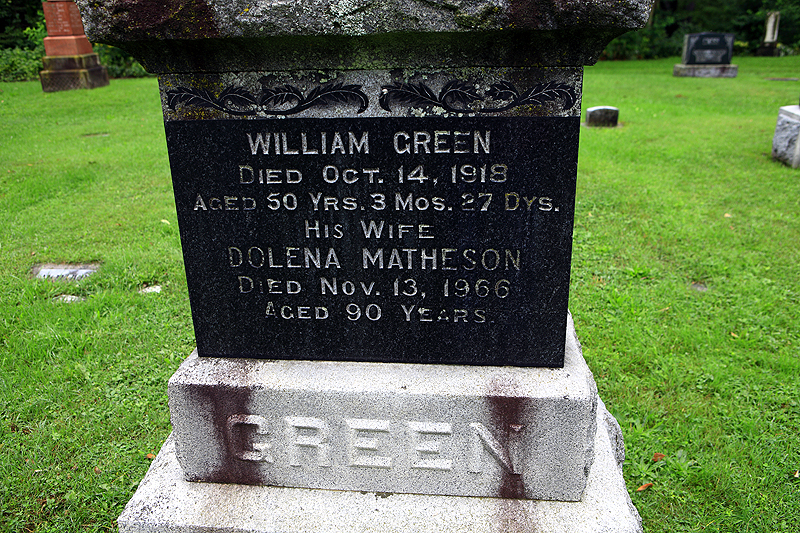 WILLIAM GREEN
DIED OCT. 14, 1918
AGED 50 YRS. 3 MOS. 27 DYS.
HIS WIFE
DOLENA MATHESON
DIED NOV. 13, 1966
AGED 90 YEARS.
GREEN